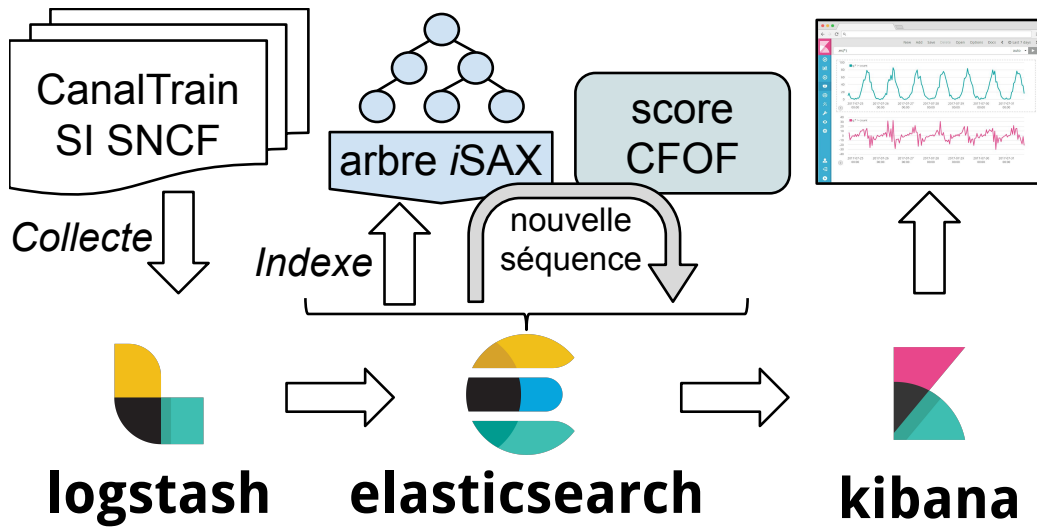 CanalTrain
SI SNCF
arbre iSAX
score
CFOF
Collecte
Indexe
nouvelle
séquence
logstash
elasticsearch
kibana